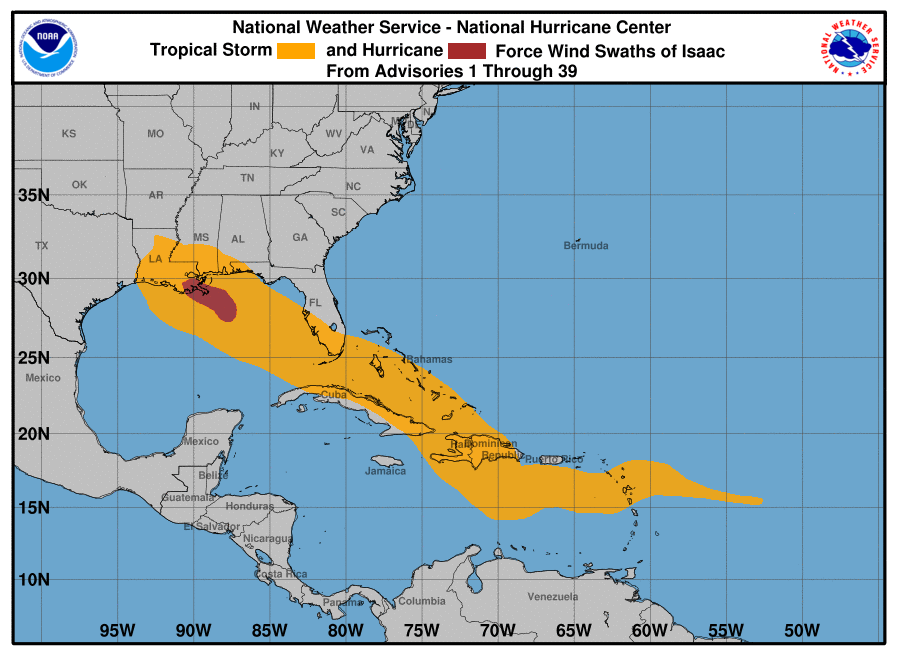 National Weather Service - National Hurricane Center
Tropical Storm and Hurricane Force Wind Swaths of Isaac
From Advisories 1 Through 39
NOAA
NATIONAL WEATHER SERVICE
IN
KS
MO
WV
KY
VA
OK
TN
NC
35N
AR
SC
MS
AL
GA
TX
Bermuda
LA
30N
FL
25N
Bahamas
Mexico
Cuba
20N
Mexico
Haiti
Dominican
Republic
Puerto Rico
Jamaica
Belize
Guatemala
15N
Honduras
El Salvador
Nicaragua
10N
Costa Rica
Panama
Columbia
Venezuela
95W
90W
85W
80W
75W
70W
65W
60W
55W
50W